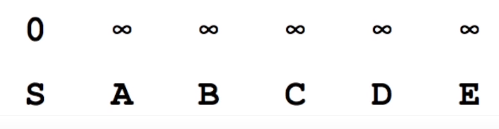 0 ∞ ∞ ∞ ∞ ∞
S A B C D E